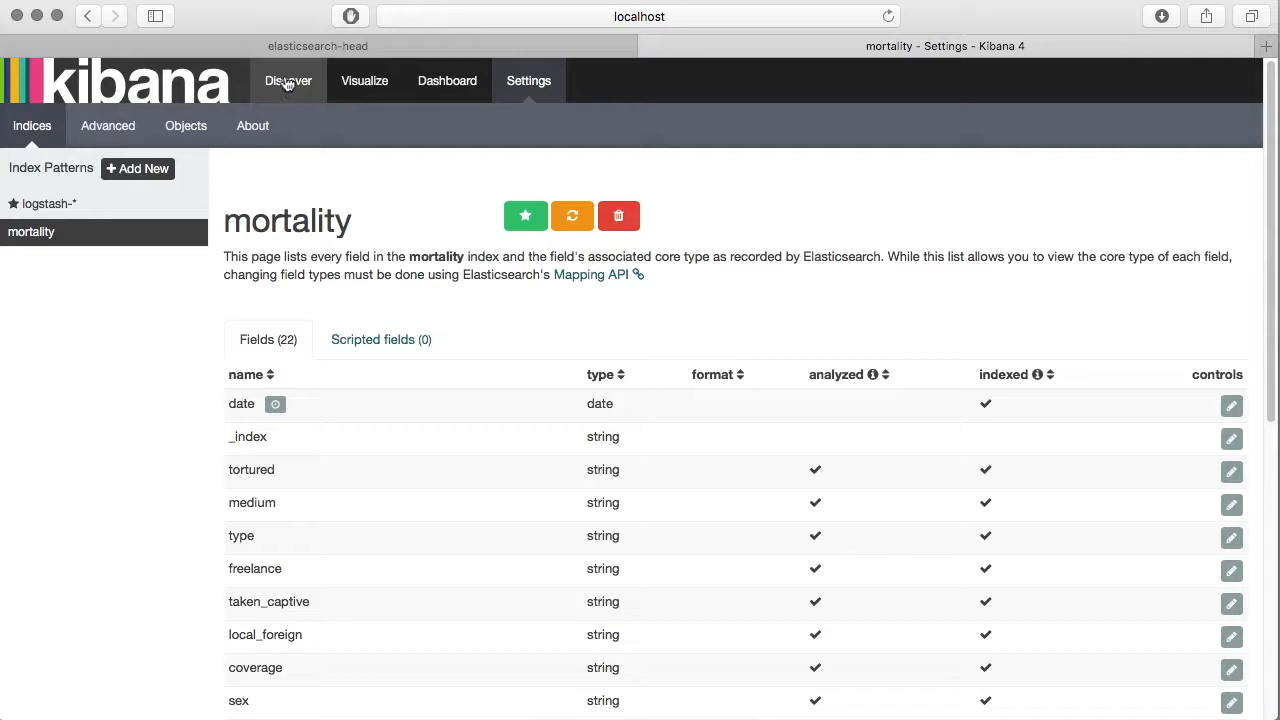 localhost
elasticsearch-head
mortality - Settings - Kibana 4
kibana
Discover
Visualize
Dashboard
Settings
Indices
Advanced
Objects
About
Index Patterns
Add New
logstash-*
mortality
mortality
This page lists every field in the mortality index and the field's associated core type as recorded by Elasticsearch. While this list allows you to view the core type of each field,
changing field types must be done using Elasticsearch's Mapping API
Fields (22)
Scripted fields (0)
name type format analyzed indexed controls
date date
_index string
tortured string
medium string
type string
freelance string
taken_captive string
local_foreign string
coverage string
sex string